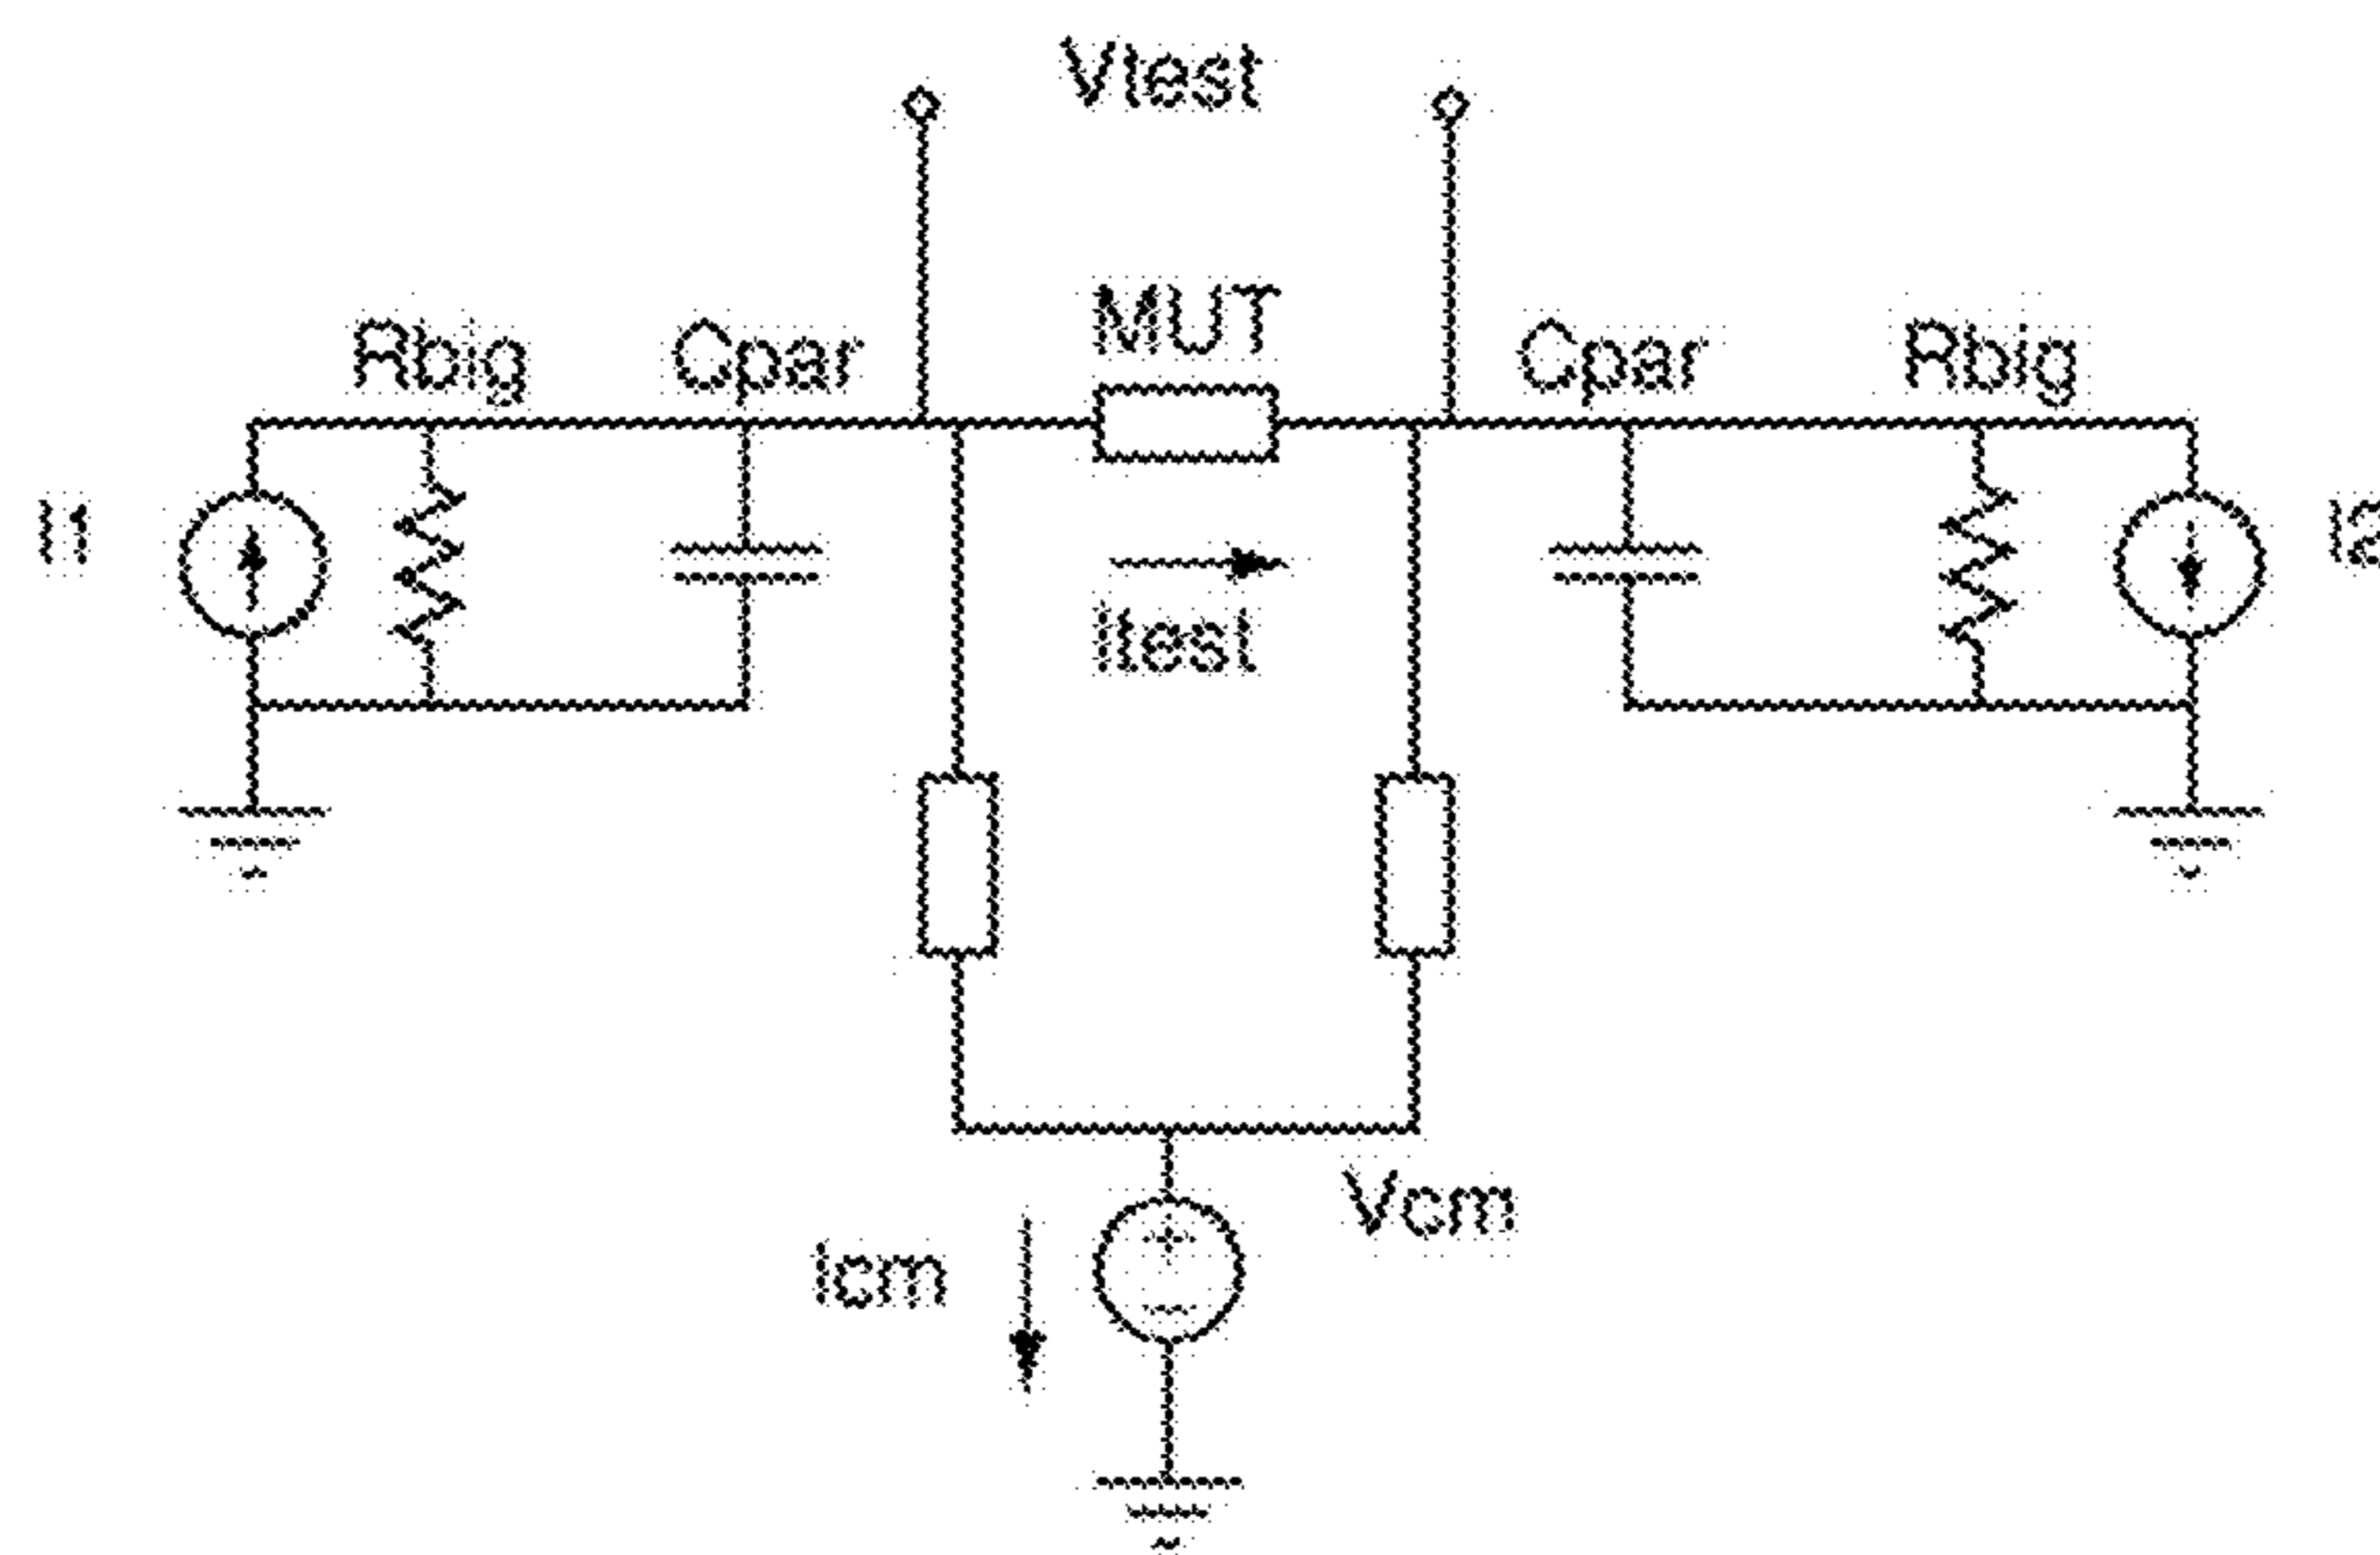 Vtest
MUT
Rbig
Cpar
Cpar
Rbig
I1
I2
Itest
Vcm
Icm